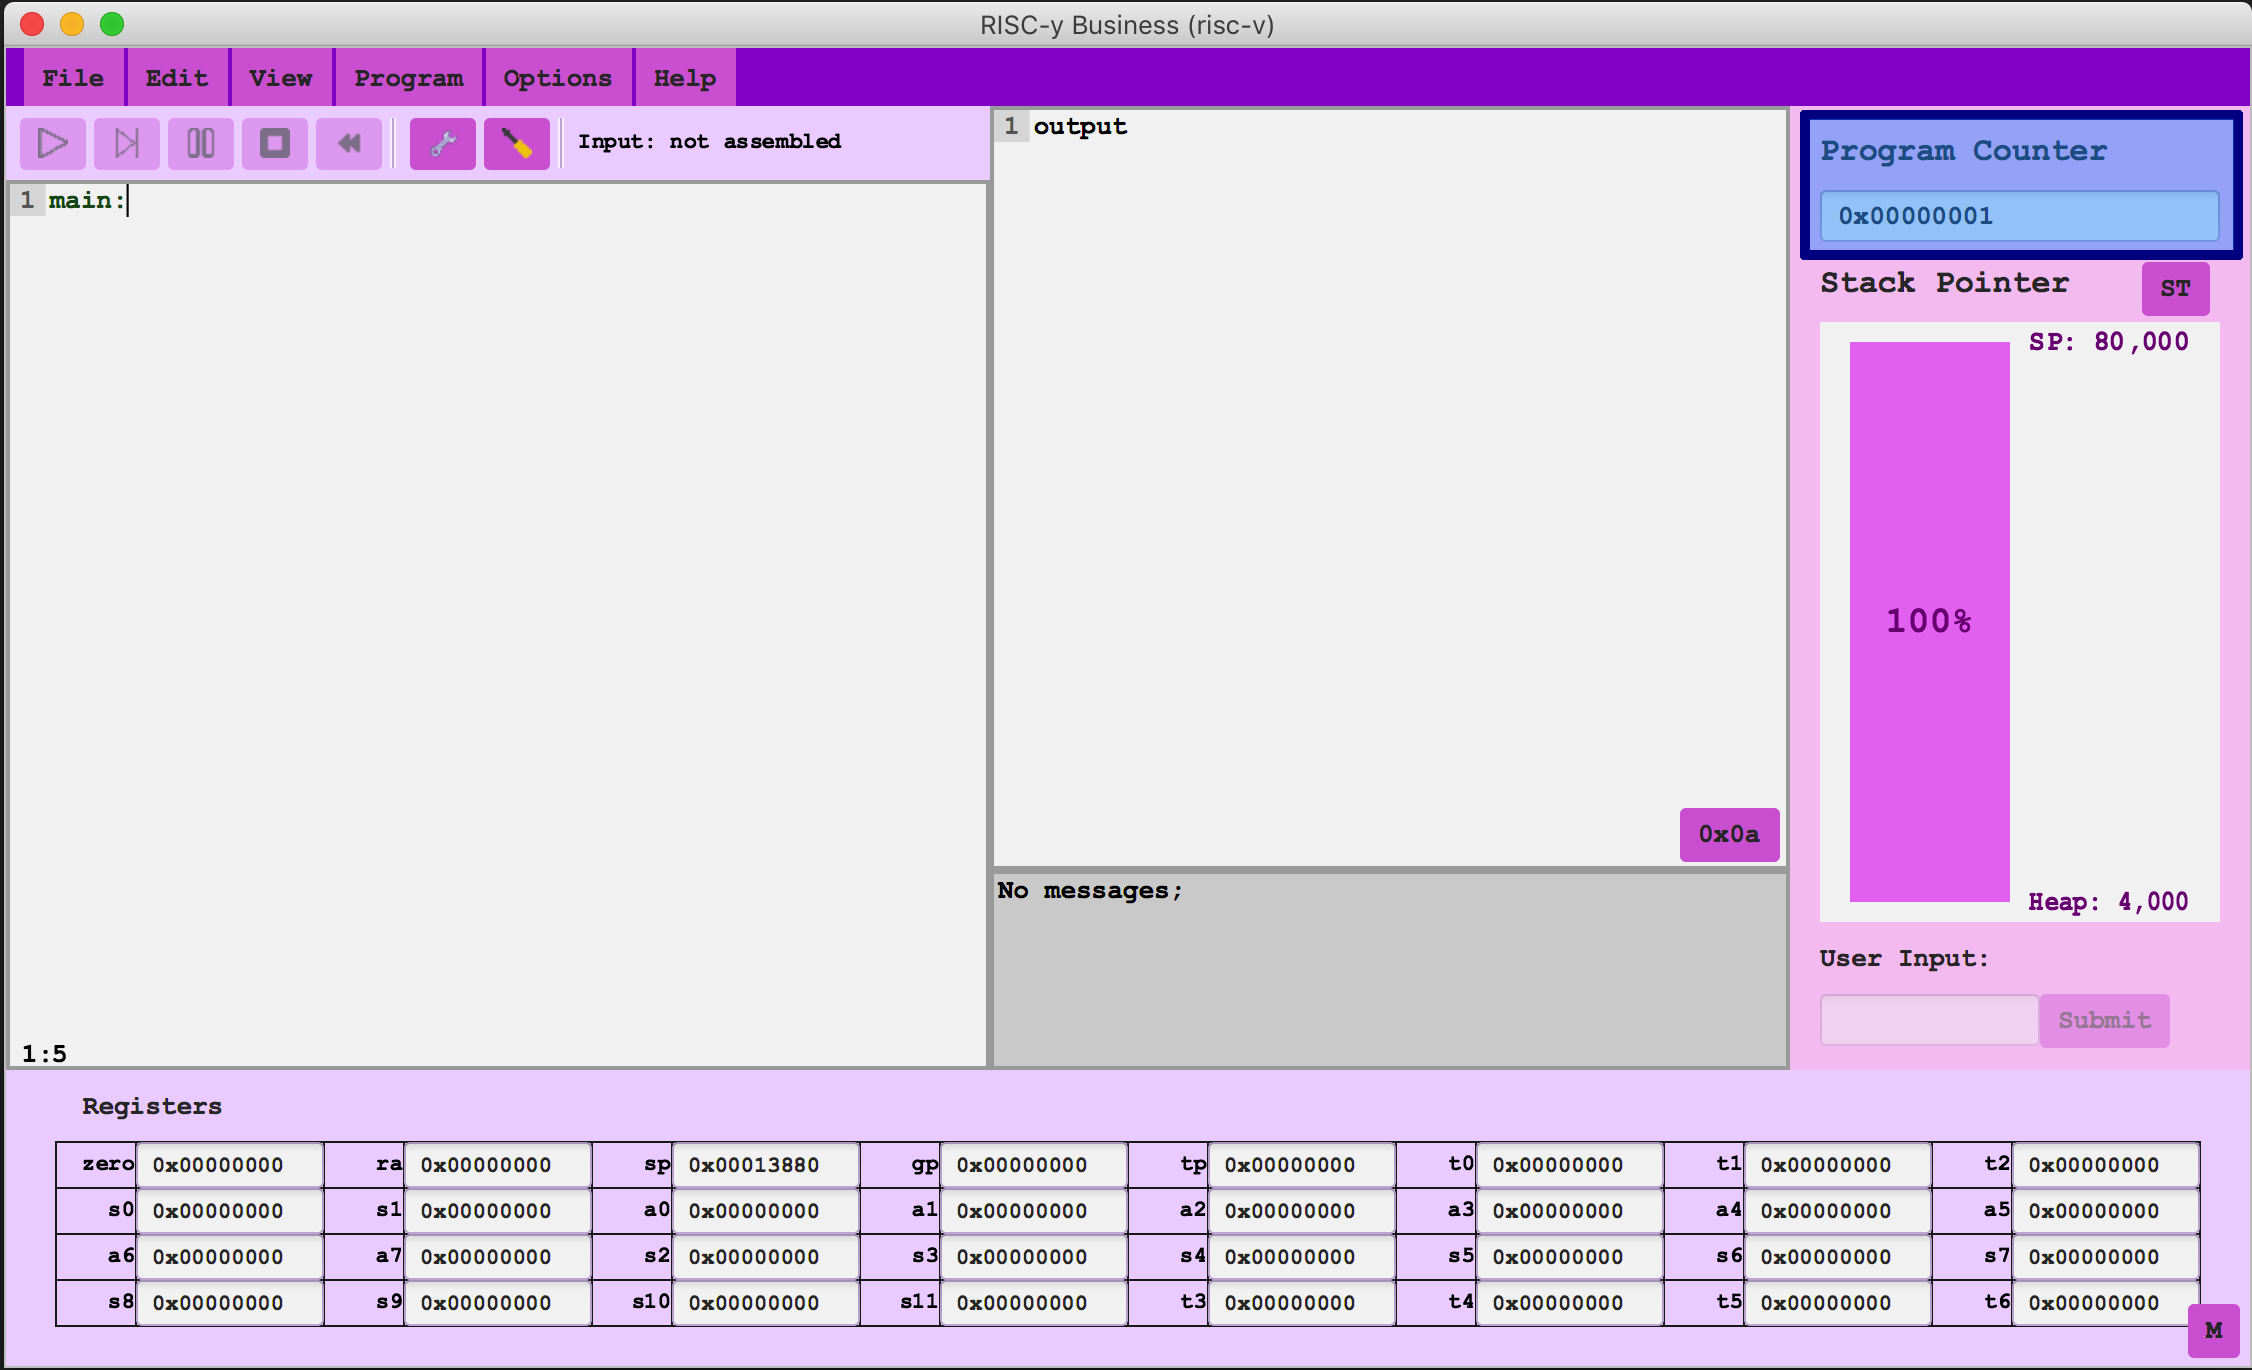 RISC-y Business (risc-v)
File Edit View Program Options Help
Input: not assembled
1 main:
1:5
1 output
0x0a
No messages;
Program Counter
0x00000001
Stack Pointer ST
SP: 80,000
100%
Heap: 4,000
User Input:
Submit
Registers
zero 0x00000000 ra 0x00000000 sp 0x00013880 gp 0x00000000 tp 0x00000000 t0 0x00000000 t1 0x00000000 t2 0x00000000
s0 0x00000000 s1 0x00000000 a0 0x00000000 a1 0x00000000 a2 0x00000000 a3 0x00000000 a4 0x00000000 a5 0x00000000
a6 0x00000000 a7 0x00000000 s2 0x00000000 s3 0x00000000 s4 0x00000000 s5 0x00000000 s6 0x00000000 s7 0x00000000
s8 0x00000000 s9 0x00000000 s10 0x00000000 s11 0x00000000 t3 0x00000000 t4 0x00000000 t5 0x00000000 t6 0x00000000
M